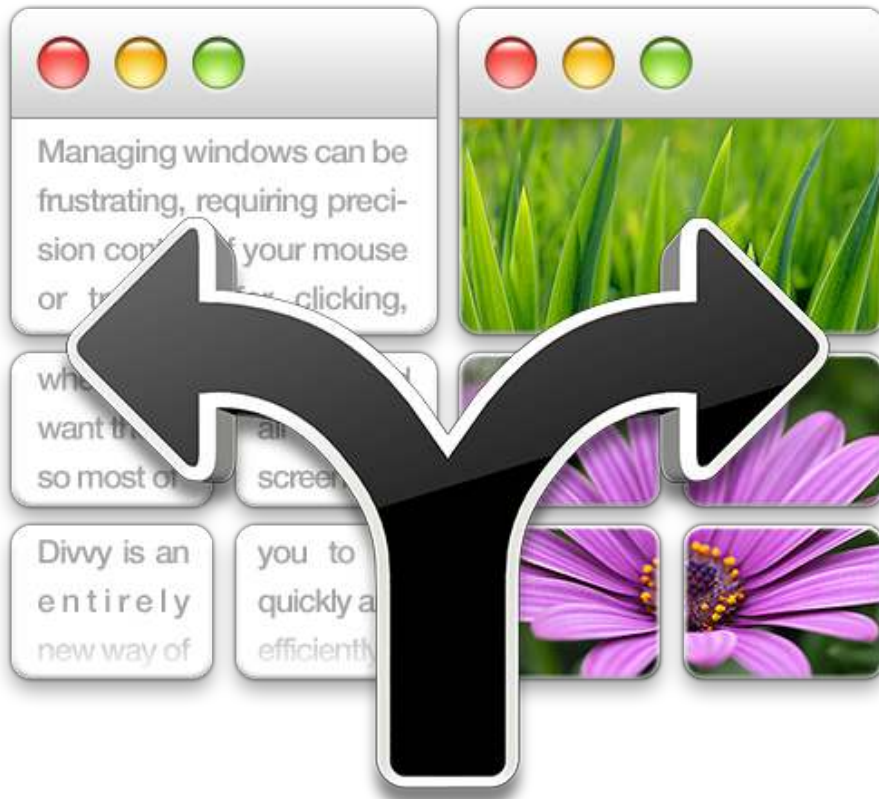 Managing windows can be
frustrating, requiring preci-
sion your mouse
or clicking,
want
so most of
screen
Divvy is an
entirely
new way of
you to
quickly
efficiently